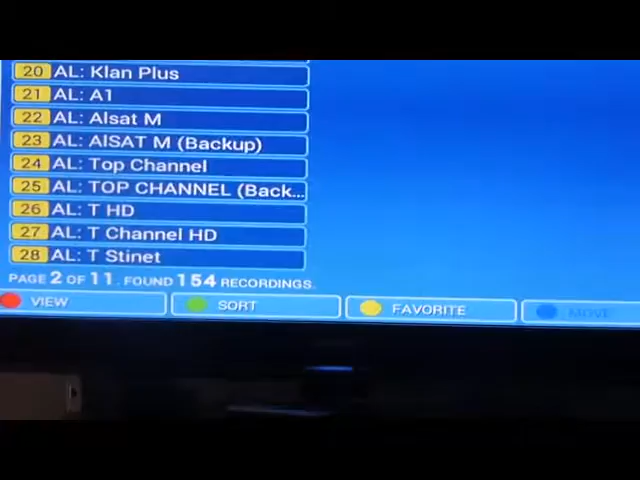 20 AL: Klan Plus
21 AL: A1
22 AL: Alsat M
23 AL: AlSAT M (Backup)
24 AL: Top Channel
25 AL: TOP CHANNEL (Back...
26 AL: T HD
27 AL: T Channel HD
28 AL: T Stinet
PAGE 2 OF 11. FOUND 154 RECORDINGS.
VIEW SORT FAVORITE MOVE